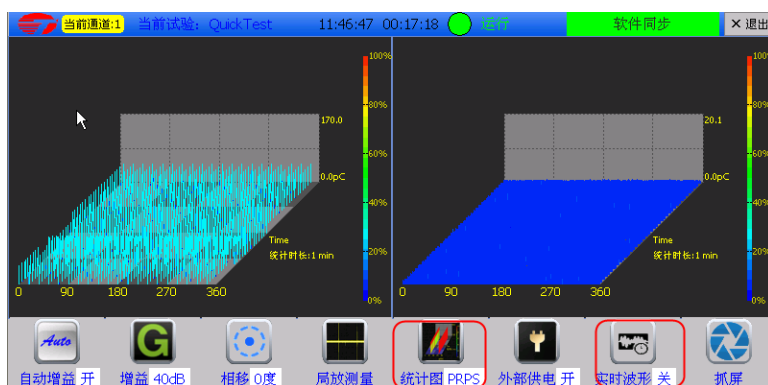 当前通道:1 当前试验: QuickTest 11:46:47 00:17:18 运行 软件同步 × 退出
100% 100%
80% 80%
170.0 20.1
60% 60%
0.0pC 0.0pC
40% 40%
Time Time
统计时长:1 min 统计时长:1 min
20% 20%
0 90 180 270 360 0 90 180 270 360
0% 0%
Auto G
自动增益 开 增益 40dB 相移 0度 局放测量 统计图 PRPS 外部供电 开 实时波形 关 抓屏